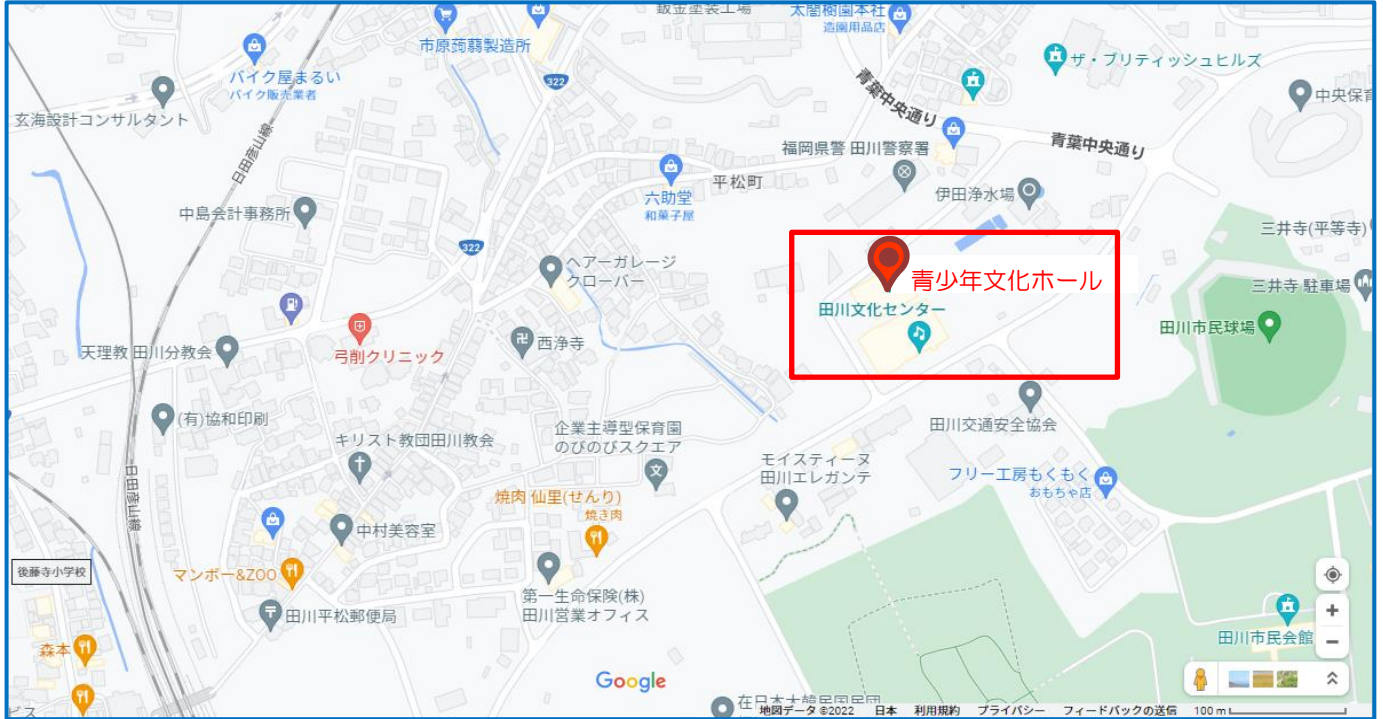 鈑金塗装工場
太閤樹園本社
造園用品店
市原蒟蒻製造所
ザ・ブリティッシュヒルズ
バイク屋まるい
バイク販売業者
322
青葉中央通り
中央保育
玄海設計コンサルタント
日田彦山線
福岡県警 田川警察署
青葉中央通り
平松町
六助堂
和菓子屋
伊田浄水場
中島会計事務所
三井寺(平等寺)
322
ヘアーガレージ
クローバー
青少年文化ホール
三井寺 駐車場
田川文化センター
田川市民球場
西浄寺
天理教 田川分教会
弓削クリニック
(有)協和印刷
田川交通安全協会
キリスト教団田川教会
企業主導型保育園
のびのびスクエア
モイスティーヌ
田川エレガンテ
フリー工房もくもく
おもちゃ店
日田彦山線
焼肉 仙里(せんり)
焼き肉
中村美容室
後藤寺小学校
マンボー&ZOO
第一生命保険(株)
田川営業オフィス
田川平松郵便局
田川市民会館
森本
Google
在日本大韓民国民団
ビス
地図データ ©2022 日本 利用規約 プライバシー フィードバックの送信 100 m